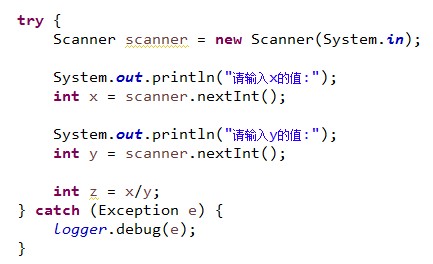 try {
    Scanner scanner = new Scanner(System.in);
    System.out.println("请输入x的值:");
    int x = scanner.nextInt();
    System.out.println("请输入y的值:");
    int y = scanner.nextInt();
    int z = x/y;
} catch (Exception e) {
    logger.debug(e);
}